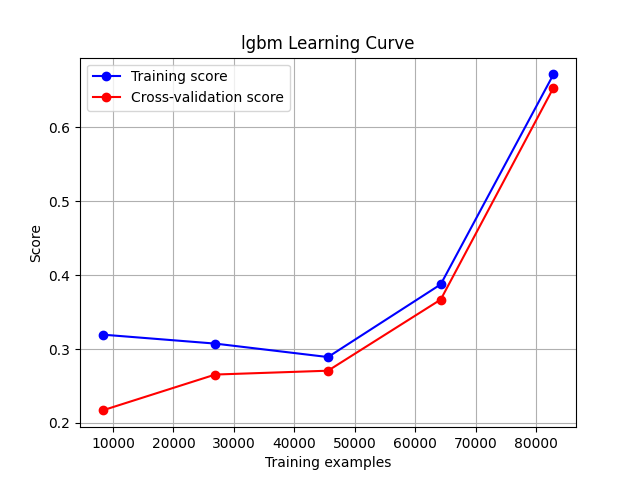 lgbm Learning Curve
Training score
Cross-validation score
0.6
0.5
0.4
0.3
0.2
Score
10000 20000 30000 40000 50000 60000 70000 80000
Training examples